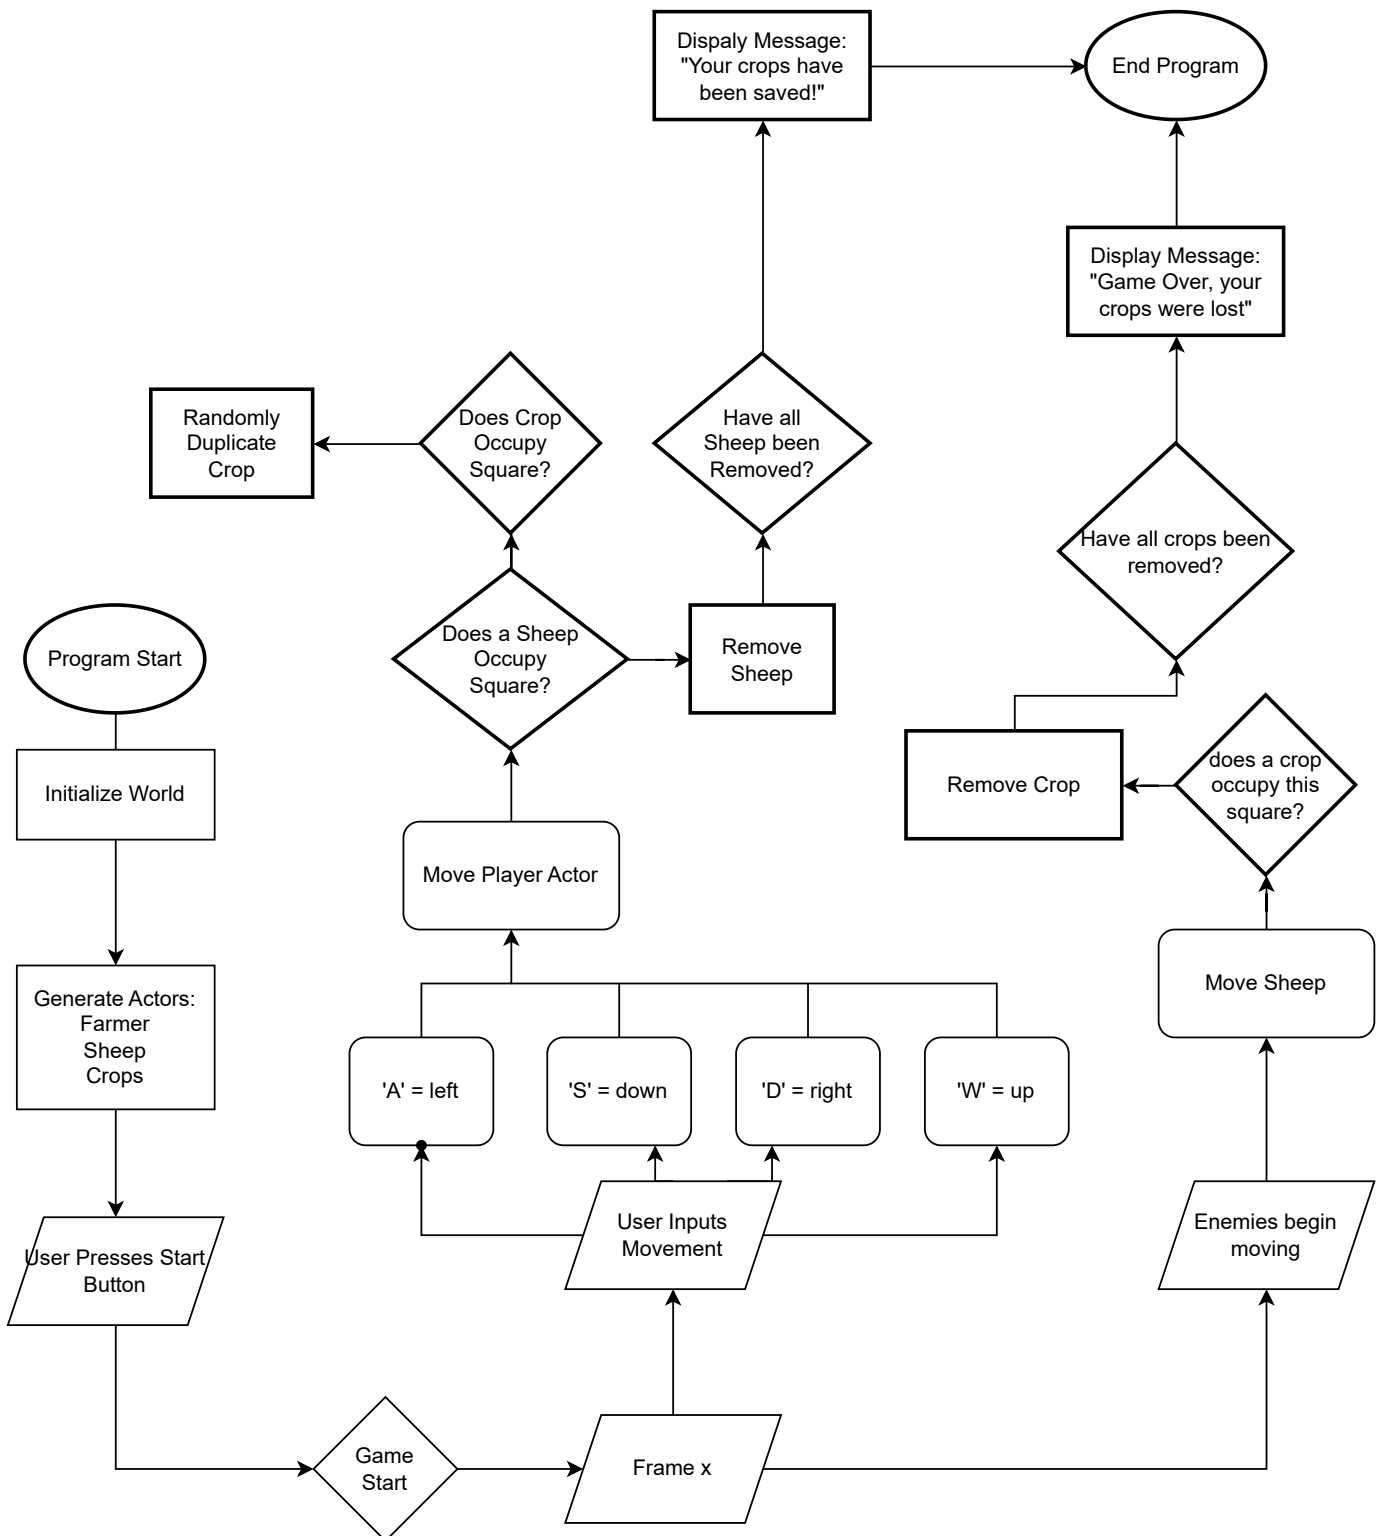 Dispaly Message:
"Your crops have
been saved!"
End Program
Display Message:
"Game Over, your
crops were lost"
Randomly
Duplicate
Crop
Does Crop
Occupy
Square?
Have all
Sheep been
Removed?
Have all crops been
removed?
Program Start
Does a Sheep
Occupy
Square?
Remove
Sheep
Initialize World
Remove Crop
does a crop
occupy this
square?
Move Player Actor
Generate Actors:
Farmer
Sheep
Crops
Move Sheep
'A' = left
'S' = down
'D' = right
'W' = up
User Presses Start
Button
User Inputs
Movement
Enemies begin
moving
Game
Start
Frame x